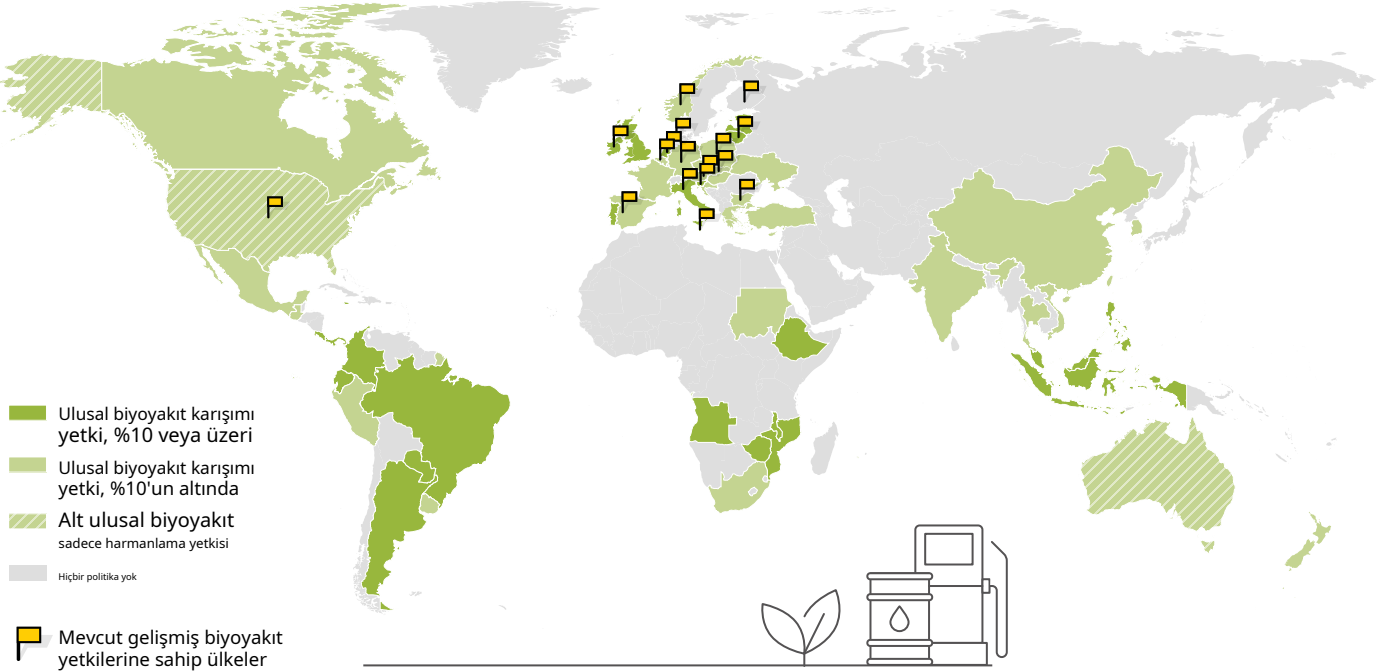 Ulusal biyoyakıt karışımı
yetki, %10 veya üzeri
Ulusal biyoyakıt karışımı
yetki, %10'un altında
Alt ulusal biyoyakıt
sadece harmanlama yetkisi
Hiçbir politika yok
Mevcut gelişmiş biyoyakıt
yetkilerine sahip ülkeler